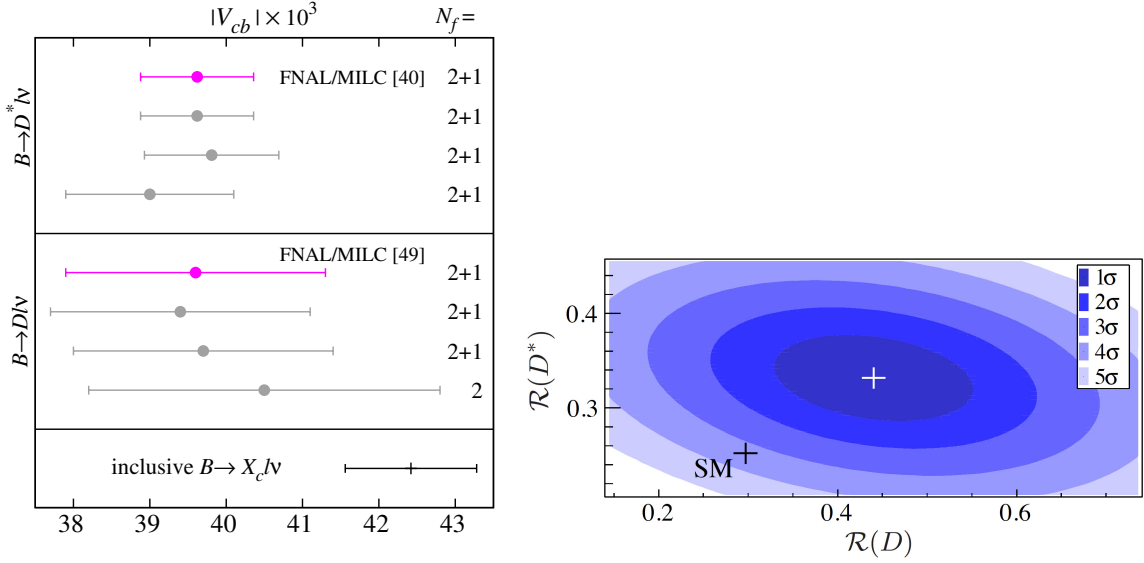 |V_cb| × 10³ N_f =
B→D* lν
FNAL/MILC [40] 2+1
2+1
2+1
2+1
B→Dlν
FNAL/MILC [49]
2+1
2+1
2+1
2
inclusive B→ X_c lν
38 39 40 41 42 43
R(D*)
0.4
0.3
1σ
2σ
3σ
4σ
5σ
SM
0.2 0.4 0.6
R(D)